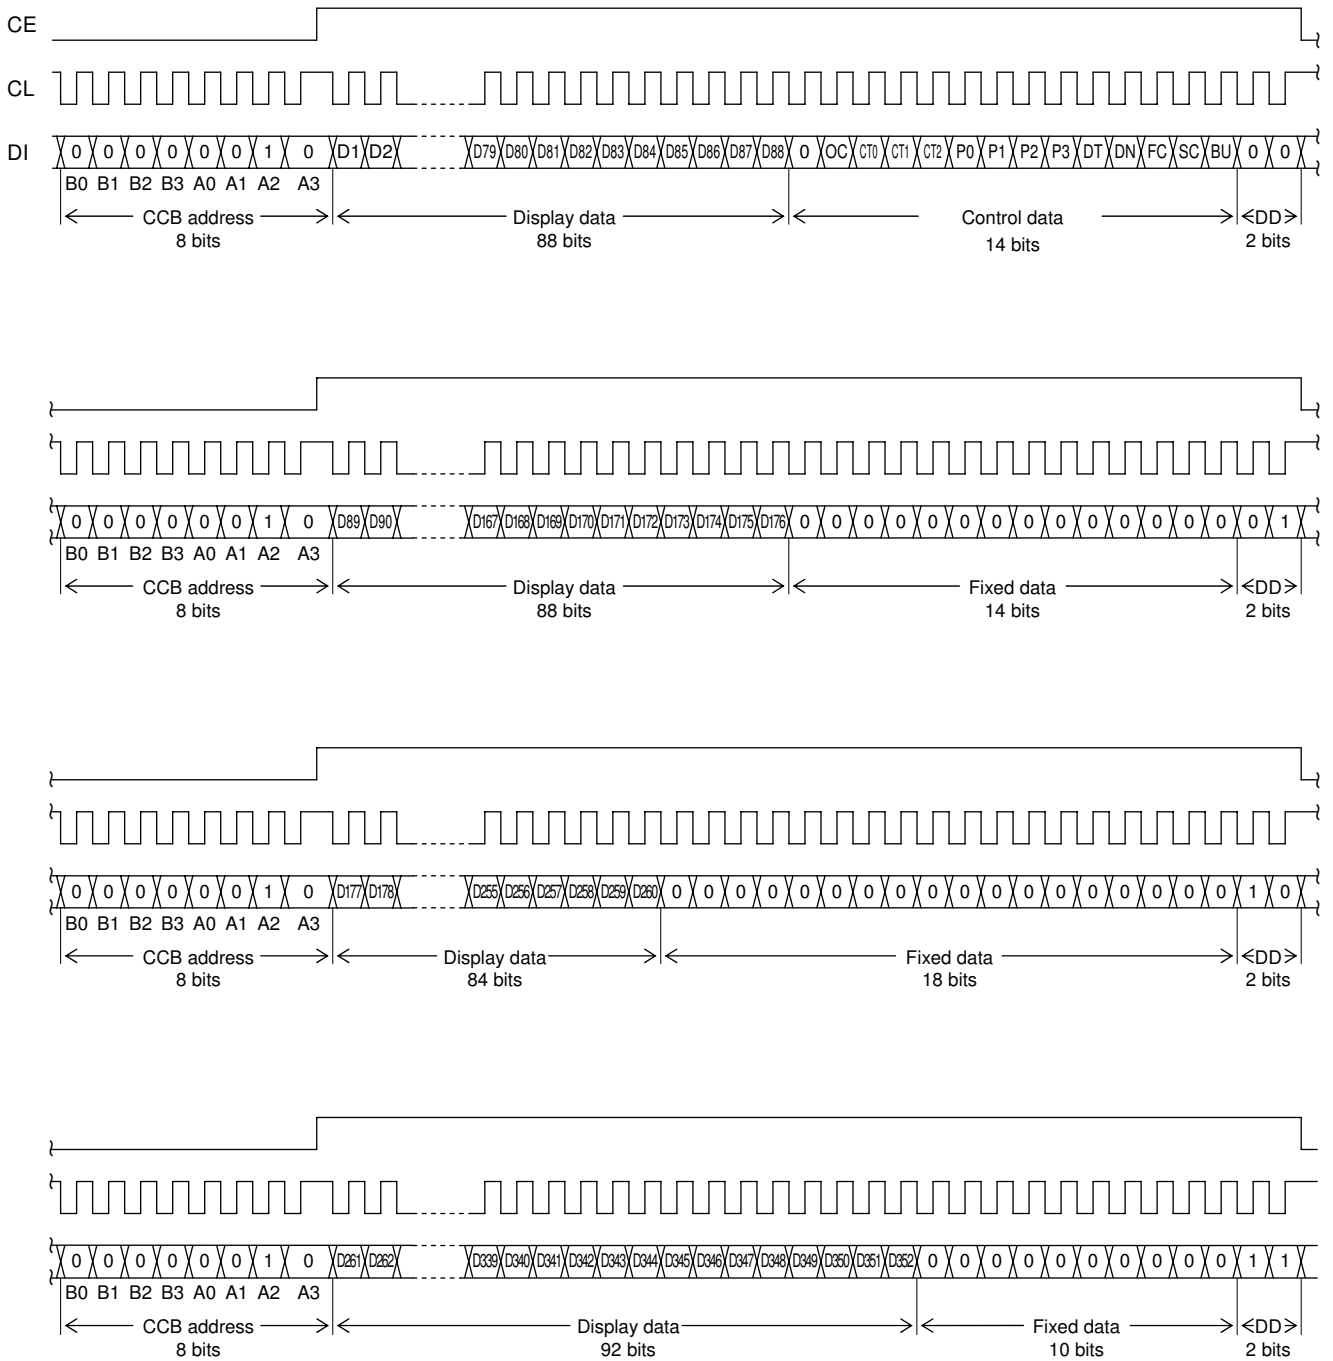 CE
CL
DI 0 0 0 0 0 0 1 0 D1 D2 D79 D80 D81 D82 D83 D84 D85 D86 D87 D88 0 OC CT0 CT1 CT2 P0 P1 P2 P3 DT DN FC SC BU 0 0
B0 B1 B2 B3 A0 A1 A2 A3
CCB address Display data Control data DD
8 bits 88 bits 14 bits 2 bits
0 0 0 0 0 0 1 0 D89 D90 D167 D168 D169 D170 D171 D172 D173 D174 D175 D176 0 0 0 0 0 0 0 0 0 0 0 0 0 0 0 1
B0 B1 B2 B3 A0 A1 A2 A3
CCB address Display data Fixed data DD
8 bits 88 bits 14 bits 2 bits
0 0 0 0 0 0 1 0 D177 D178 D255 D256 D257 D258 D259 D260 0 0 0 0 0 0 0 0 0 0 0 0 0 0 0 0 0 0 1 0
B0 B1 B2 B3 A0 A1 A2 A3
CCB address Display data Fixed data DD
8 bits 84 bits 18 bits 2 bits
0 0 0 0 0 0 1 0 D261 D262 D339 D340 D341 D342 D343 D344 D345 D346 D347 D348 D349 D350 D351 D352 0 0 0 0 0 0 0 0 0 0 1 1
B0 B1 B2 B3 A0 A1 A2 A3
CCB address Display data Fixed data DD
8 bits 92 bits 10 bits 2 bits